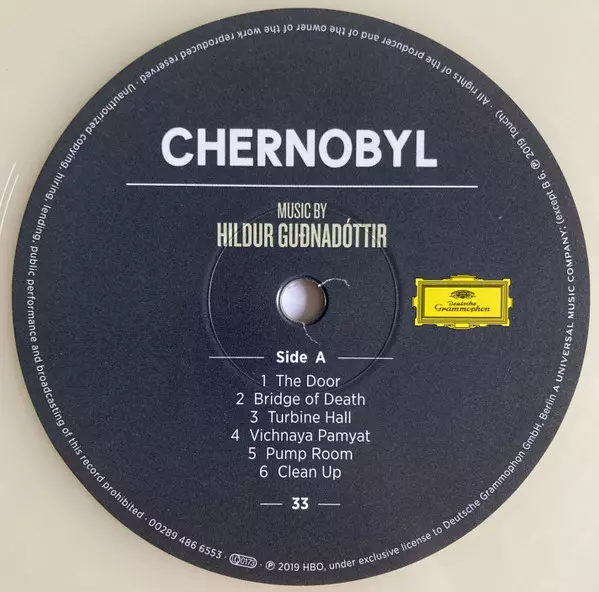 CHERNOBYL
MUSIC BY
HILDUR GUÐNADÓTTIR
Deutsche
Grammophon
Side A
1 The Door
2 Bridge of Death
3 Turbine Hall
4 Vichnaya Pamyat
5 Pump Room
6 Clean Up
33
℗ 2019 HBO, under exclusive license to Deutsche Grammophon GmbH, Berlin A UNIVERSAL MUSIC COMPANY; (except B 6, ℗ 2019 Touch) · All rights of the producer and of the owner of the work reproduced reserved · Unauthorized copying, hiring, lending, public performance and broadcasting of this record prohibited · 00289 486 6553 · LC 0173 ·